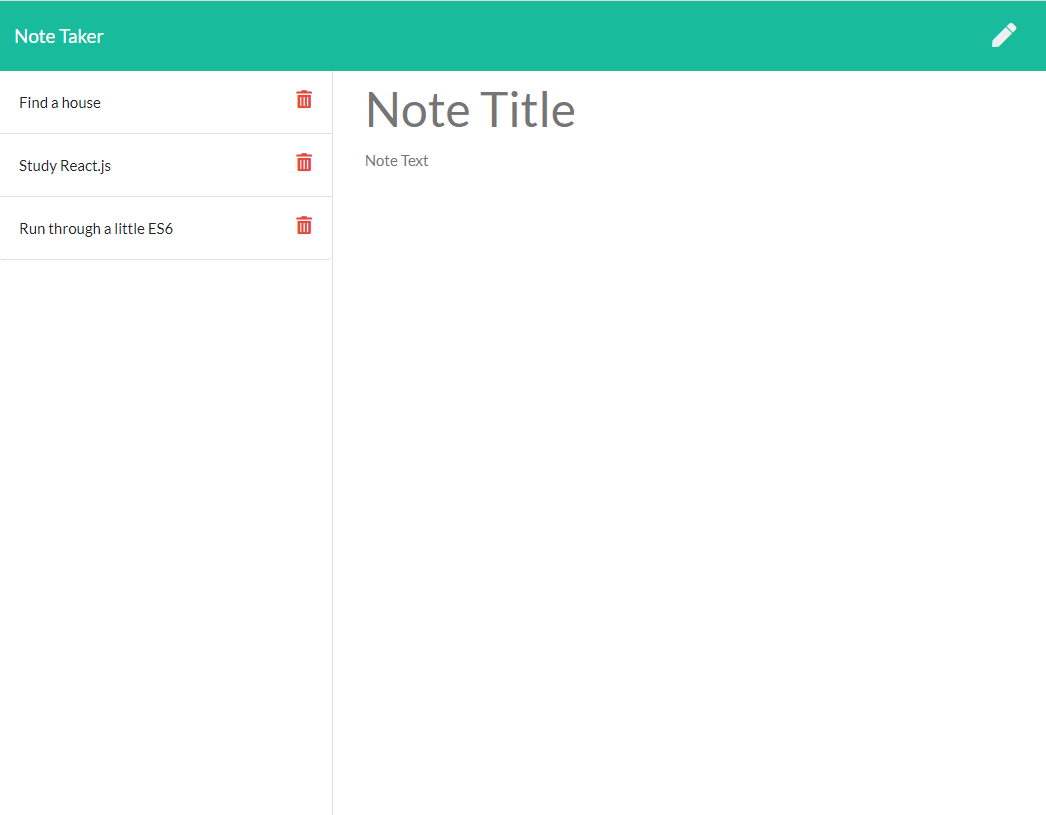 Note Taker
Find a house
Study React.js
Run through a little ES6
Note Title
Note Text